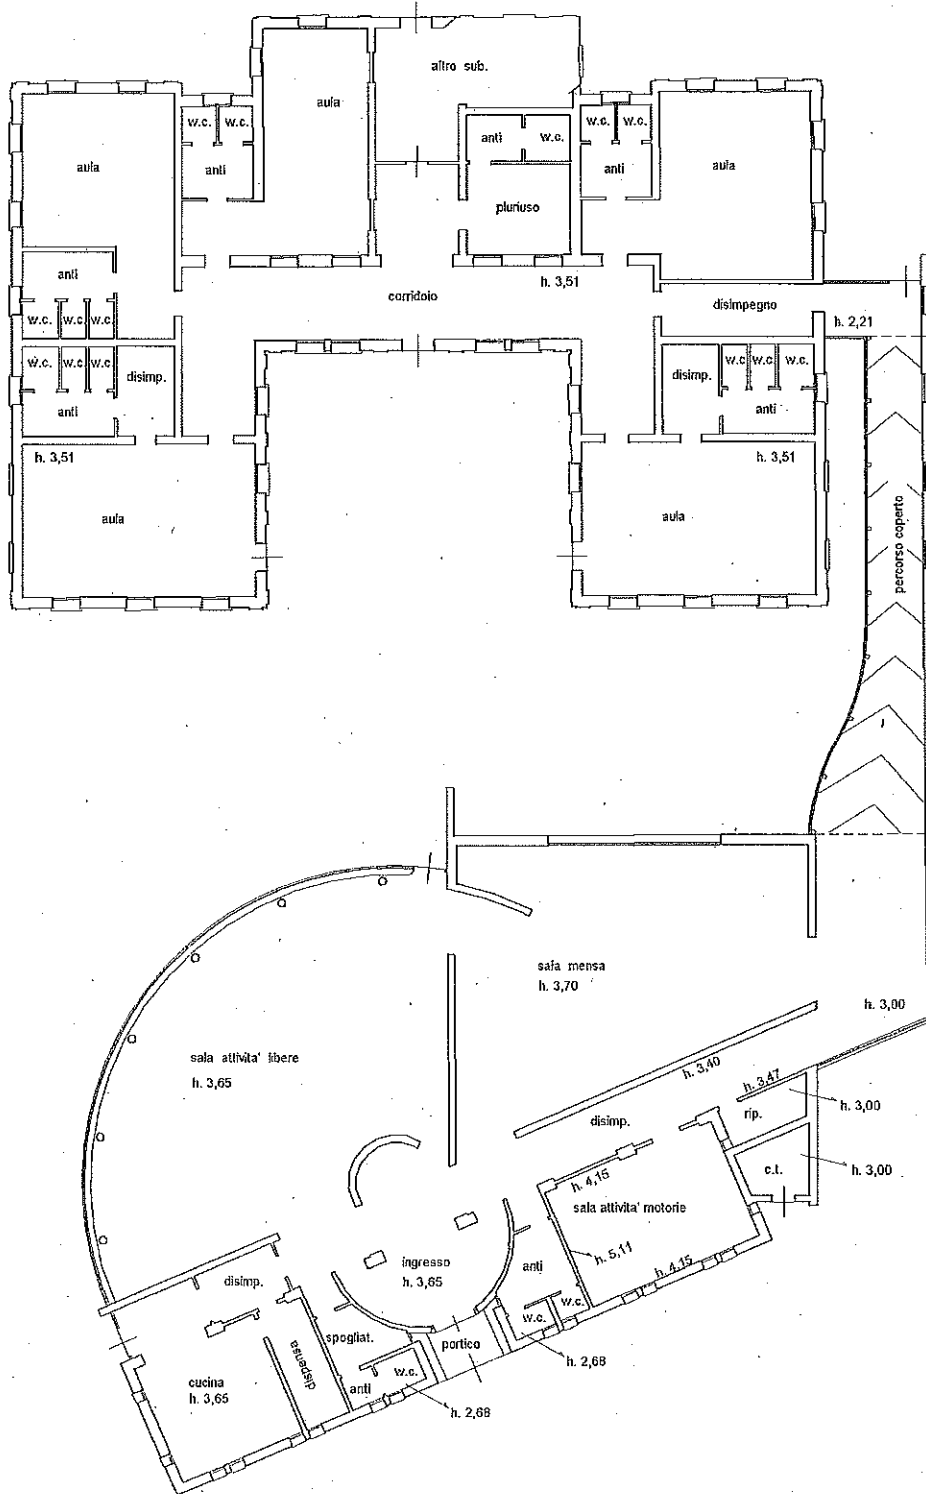 altro sub.
aula
w.c.
w.c.
anti
aula
anti
w.c.
w.c.
w.c.
anti
aula
pluriuso
anti
w.c.
w.c.
w.c.
corridoio
h. 3,51
disimpegno
h. 2,21
w.c.
w.c.
w.c.
anti
disimp.
disimp.
w.c.
w.c.
w.c.
anti
h. 3,51
aula
h. 3,51
aula
percorso coperto
sala mensa
h. 3,70
h. 3,00
sala attivita' libere
h. 3,65
h. 3,40
h. 3,47
h. 3,00
disimp.
rip.
c.t.
h. 3,00
h. 4,15
sala attivita' motorie
h. 5,11
h. 4,15
ingresso
h. 3,65
anti
w.c.
w.c.
h. 2,68
disimp.
dispensa
spogliat.
portico
cucina
h. 3,65
anti
w.c.
h. 2,68